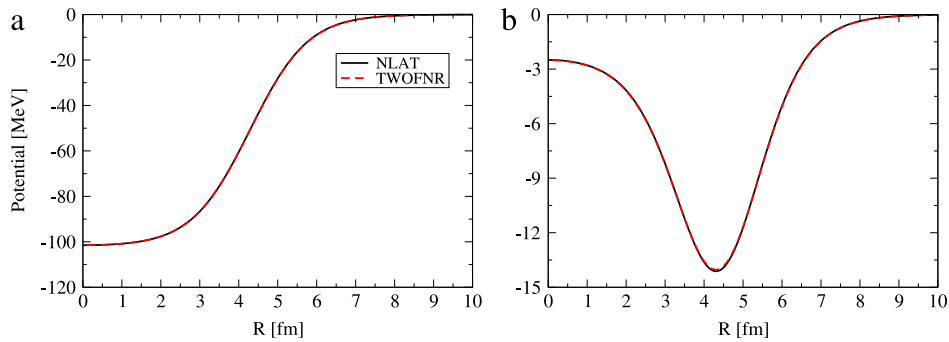 a
0
-20
-40
-60
-80
-100
-120
Potential [MeV]
NLAT
TWOFNR
0 1 2 3 4 5 6 7 8 9 10
R [fm]
b
0
-3
-6
-9
-12
-15
0 1 2 3 4 5 6 7 8 9 10
R [fm]